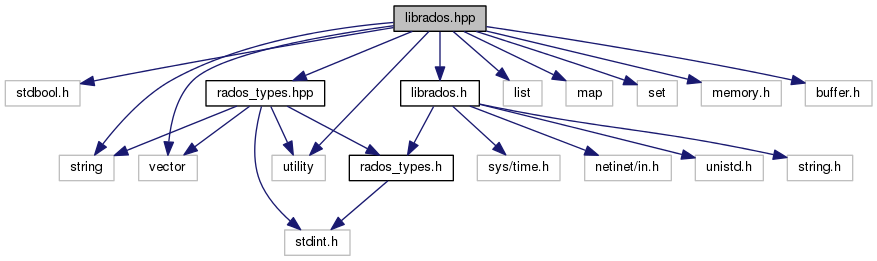 librados.hpp
stdbool.h
rados_types.hpp
librados.h
list
map
set
memory.h
buffer.h
string
vector
utility
rados_types.h
sys/time.h
netinet/in.h
unistd.h
string.h
stdint.h